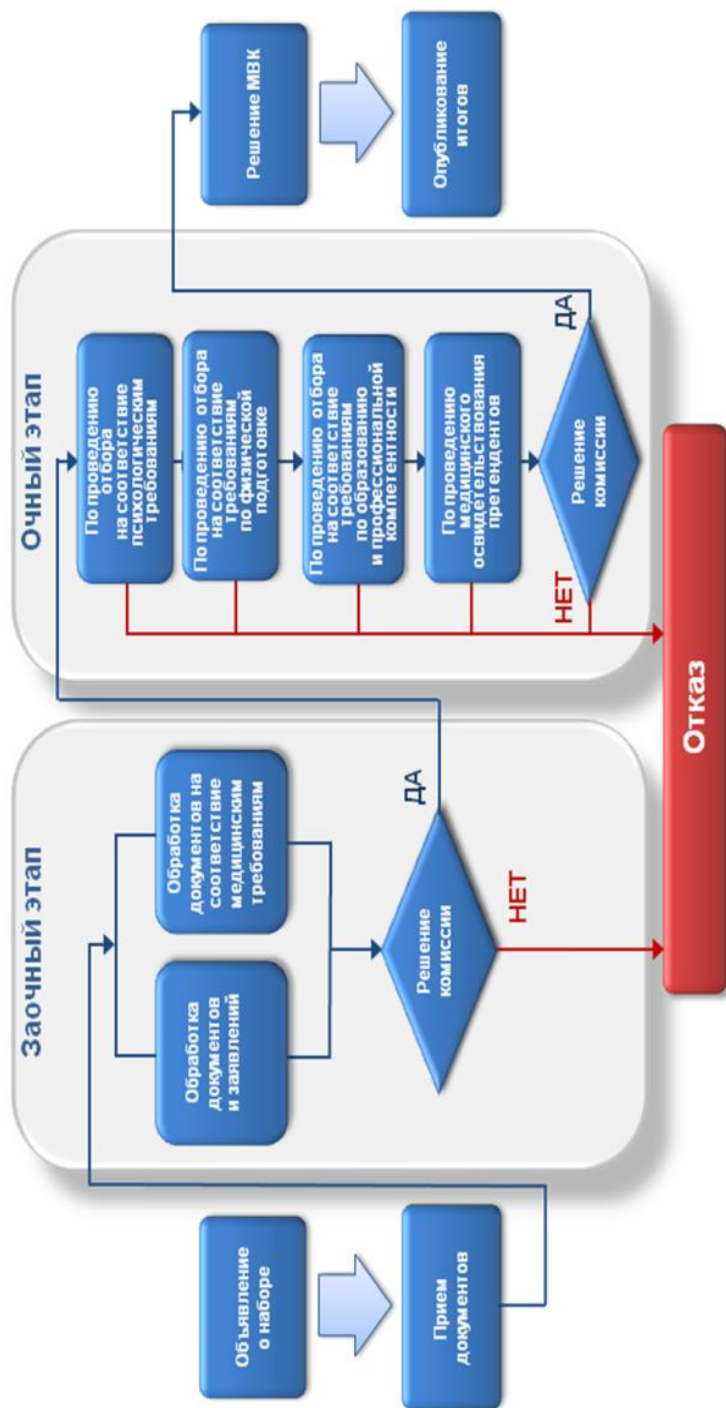 Объявление
о наборе
Прием
документов
Заочный этап
Обработка
документов
и заявлений
Обработка
документов на
соответствие
медицинским
требованиям
Решение
комиссии
ДА
НЕТ
Очный этап
По проведению
отбора
на соответствие
психологическим
требованиям
По проведению отбора
на соответствие
требованиям
по физической
подготовке
По проведению отбора
на соответствие
требованиям
по образованию
и профессиональной
компетентности
По проведению
медицинского
освидетельствования
претендентов
Решение
комиссии
НЕТ
ДА
Отказ
Решение МВК
Опубликование
итогов